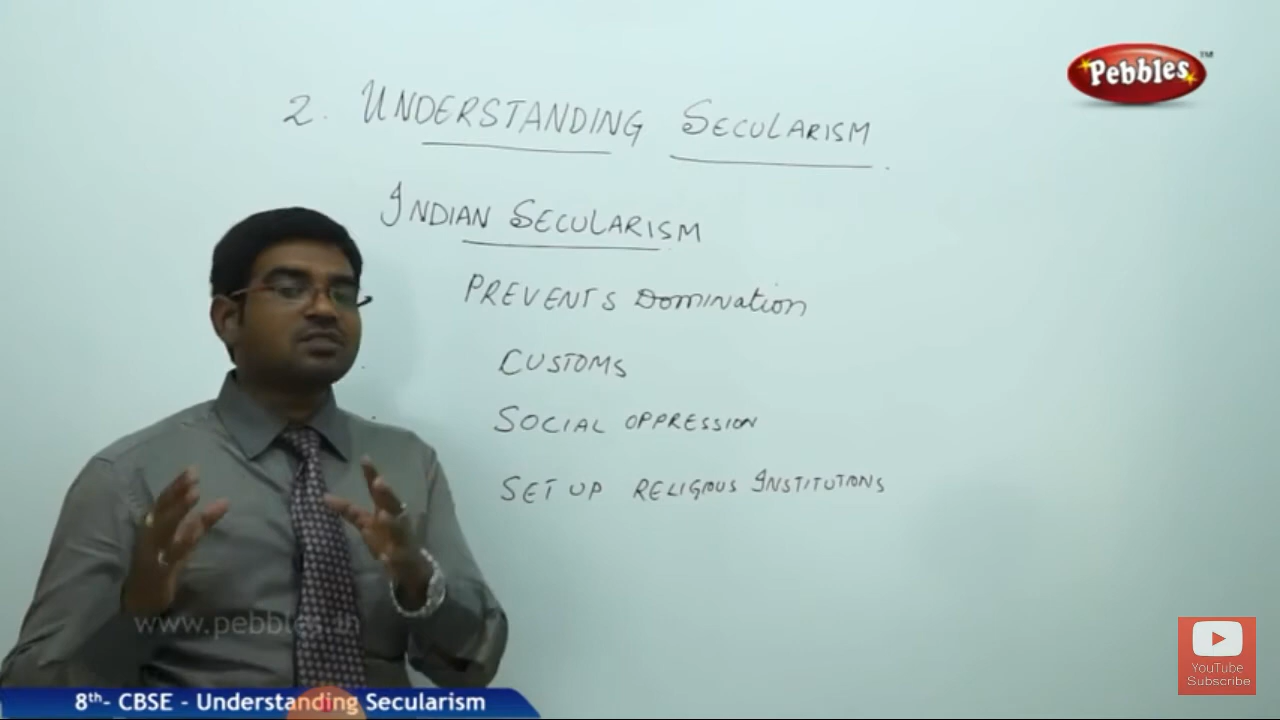 Pebbles™
2. UNDERSTANDING SECULARISM
INDIAN SECULARISM
PREVENTS Domination
CUSTOMS
SOCIAL OPPRESSION
SET UP RELIGIOUS INSTITUTIONS
www.pebbles.in
YouTube
Subscribe
8th- CBSE - Understanding Secularism